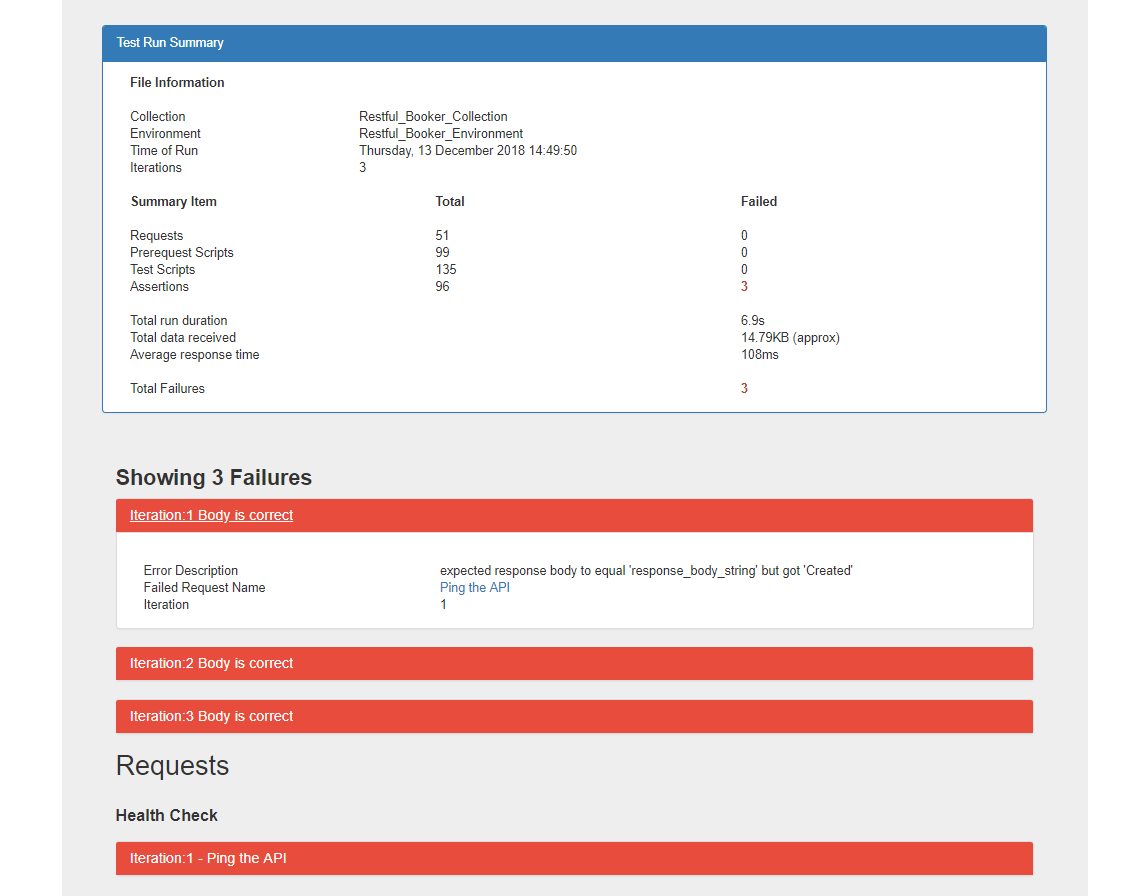 Test Run Summary
File Information
Collection Restful_Booker_Collection
Environment Restful_Booker_Environment
Time of Run Thursday, 13 December 2018 14:49:50
Iterations 3
Summary Item Total Failed
Requests 51 0
Prerequest Scripts 99 0
Test Scripts 135 0
Assertions 96 3
Total run duration 6.9s
Total data received 14.79KB (approx)
Average response time 108ms
Total Failures 3
Showing 3 Failures
Iteration:1 Body is correct
Error Description expected response body to equal 'response_body_string' but got 'Created'
Failed Request Name Ping the API
Iteration 1
Iteration:2 Body is correct
Iteration:3 Body is correct
Requests
Health Check
Iteration:1 - Ping the API